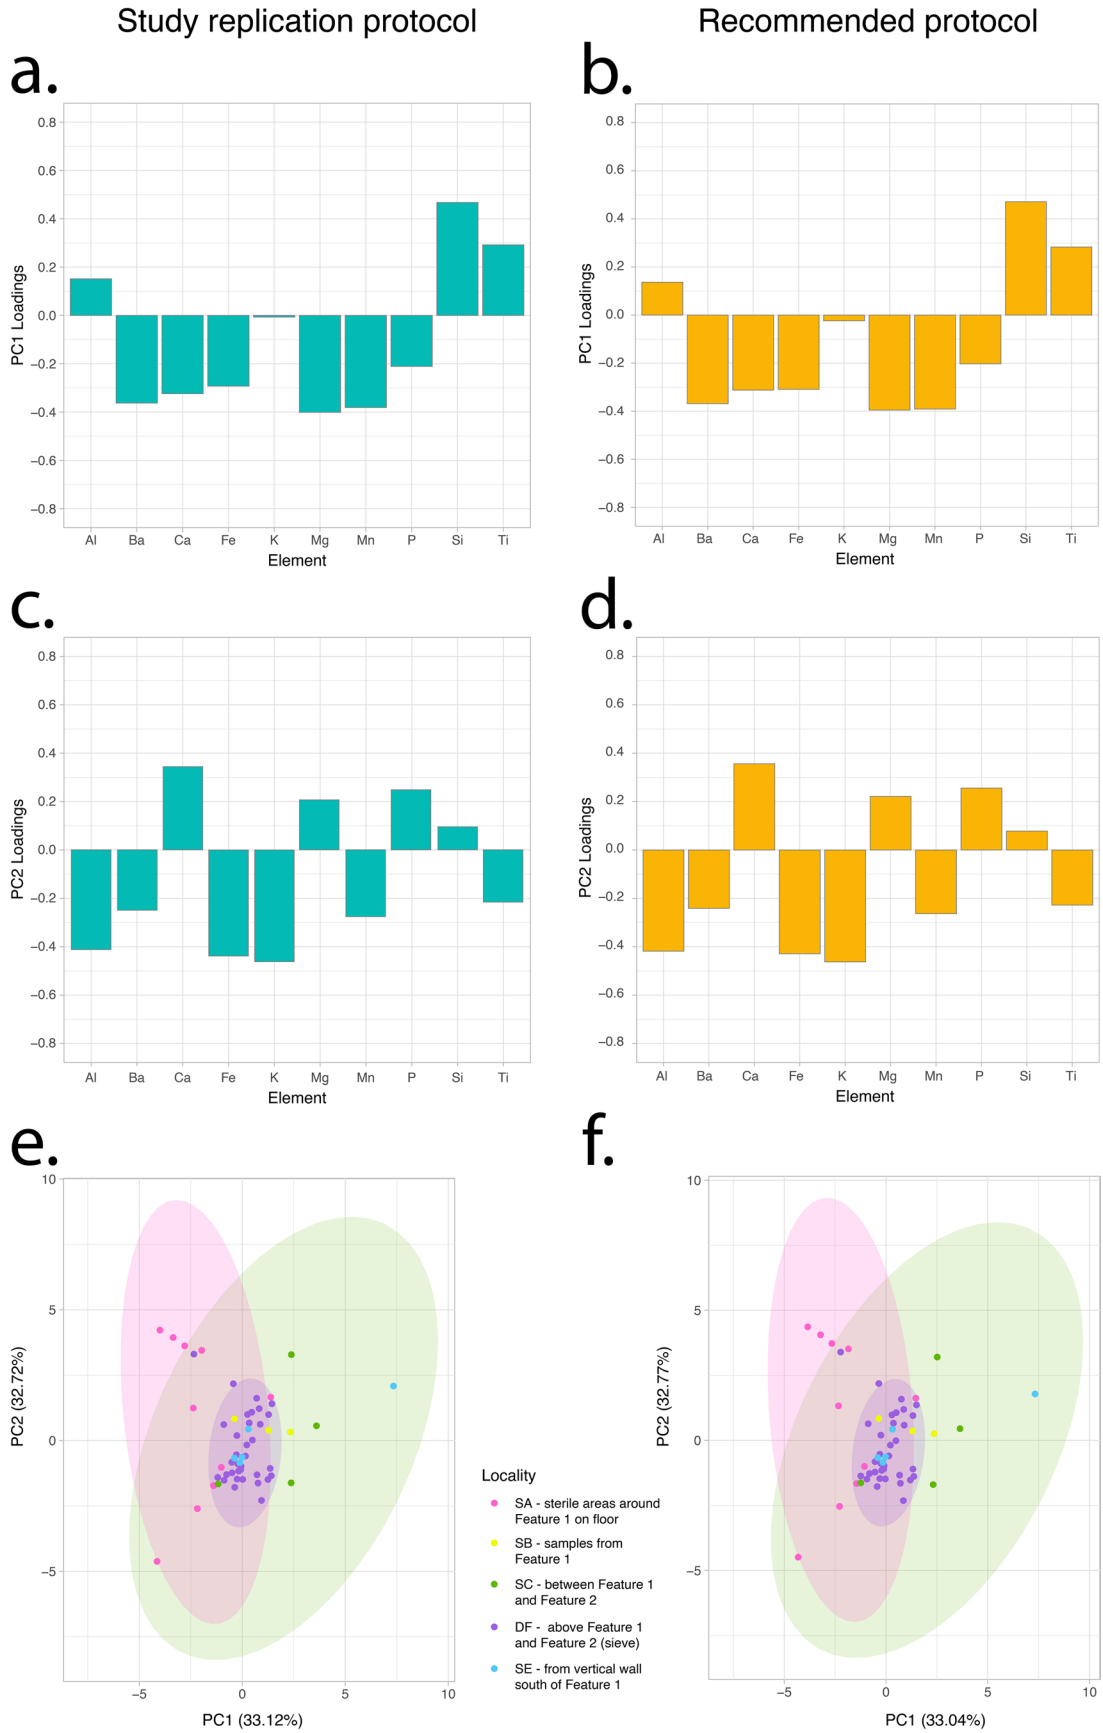 Study replication protocol
Recommended protocol
a.
b.
0.8
0.6
0.4
0.2
0.0
−0.2
−0.4
−0.6
−0.8
PC1 Loadings
Al Ba Ca Fe K Mg Mn P Si Ti
Element
0.8
0.6
0.4
0.2
0.0
−0.2
−0.4
−0.6
−0.8
PC1 Loadings
Al Ba Ca Fe K Mg Mn P Si Ti
Element
c.
d.
0.8
0.6
0.4
0.2
0.0
−0.2
−0.4
−0.6
−0.8
PC2 Loadings
Al Ba Ca Fe K Mg Mn P Si Ti
Element
0.8
0.6
0.4
0.2
0.0
−0.2
−0.4
−0.6
−0.8
PC2 Loadings
Al Ba Ca Fe K Mg Mn P Si Ti
Element
e.
f.
10
5
0
−5
PC2 (32.72%)
−5 0 5 10
PC1 (33.12%)
Locality
SA - sterile areas around
Feature 1 on floor
SB - samples from
Feature 1
SC - between Feature 1
and Feature 2
DF - above Feature 1
and Feature 2 (sieve)
SE - from vertical wall
south of Feature 1
10
5
0
−5
PC2 (32.77%)
−5 0 5 10
PC1 (33.04%)